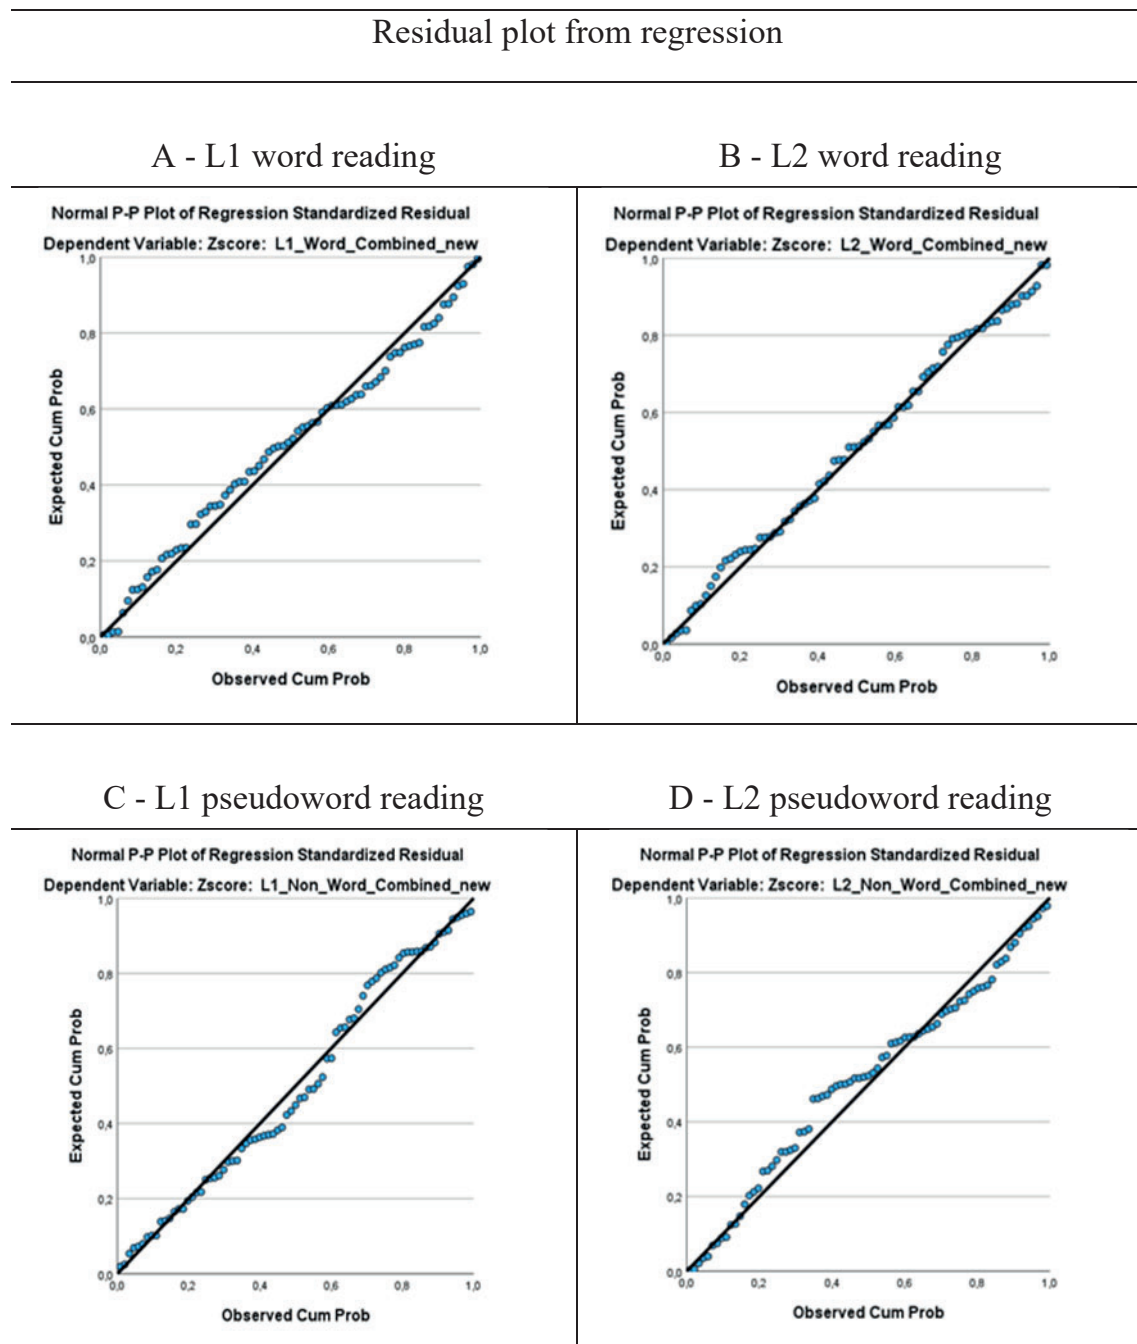 Residual plot from regression
A - L1 word reading
B - L2 word reading
Normal P-P Plot of Regression Standardized Residual
Dependent Variable: Zscore: L1_Word_Combined_new
1,0
0,8
0,6
0,4
0,2
0,0
0,0 0,2 0,4 0,6 0,8 1,0
Expected Cum Prob
Observed Cum Prob
Normal P-P Plot of Regression Standardized Residual
Dependent Variable: Zscore: L2_Word_Combined_new
1,0
0,8
0,6
0,4
0,2
0,0
0,0 0,2 0,4 0,6 0,8 1,0
Expected Cum Prob
Observed Cum Prob
C - L1 pseudoword reading
D - L2 pseudoword reading
Normal P-P Plot of Regression Standardized Residual
Dependent Variable: Zscore: L1_Non_Word_Combined_new
1,0
0,8
0,6
0,4
0,2
0,0
0,0 0,2 0,4 0,6 0,8 1,0
Expected Cum Prob
Observed Cum Prob
Normal P-P Plot of Regression Standardized Residual
Dependent Variable: Zscore: L2_Non_Word_Combined_new
1,0
0,8
0,6
0,4
0,2
0,0
0,0 0,2 0,4 0,6 0,8 1,0
Expected Cum Prob
Observed Cum Prob